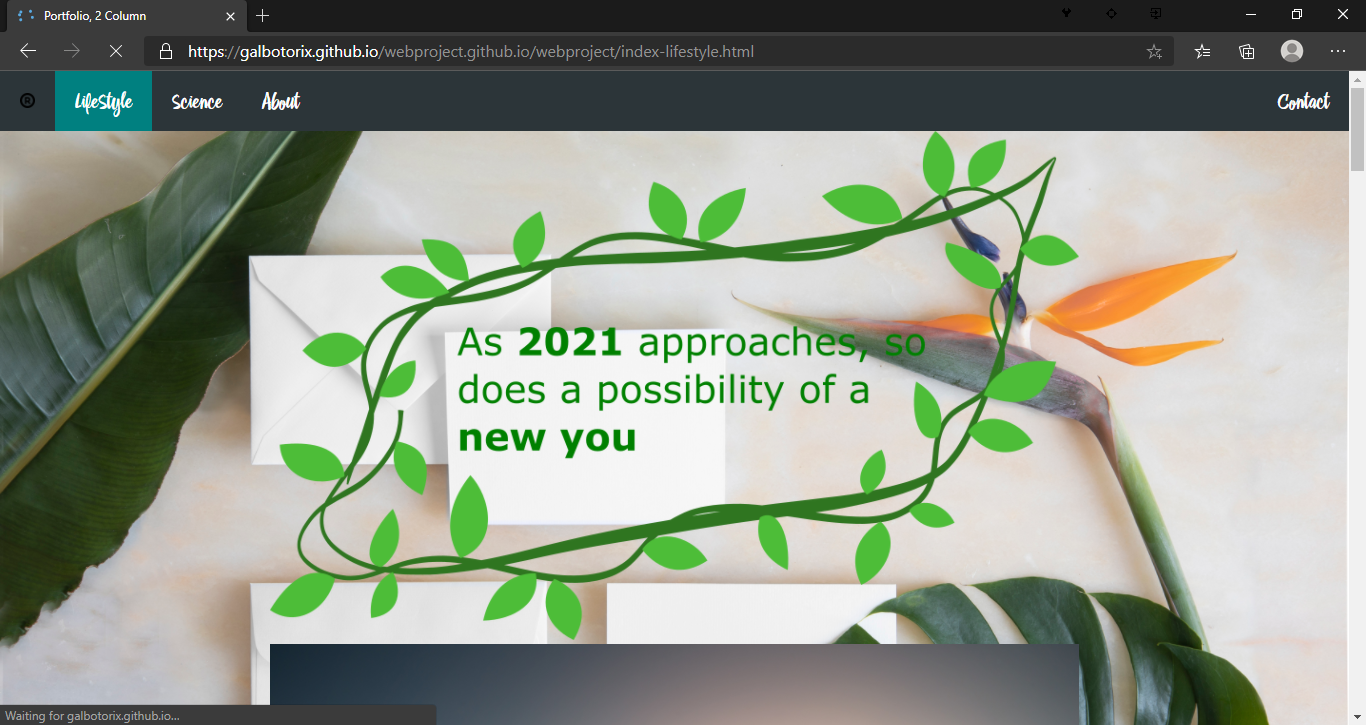 Portfolio, 2 Column
https://galbotorix.github.io/webproject.github.io/webproject/index-lifestyle.html
® LifeStyle Science About Contact
As 2021 approaches, so
does a possibility of a
new you
Waiting for galbotorix.github.io...